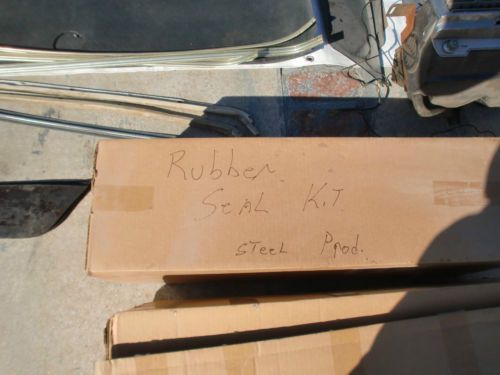 Rubber
SEAL KIT
STEEL Prod.